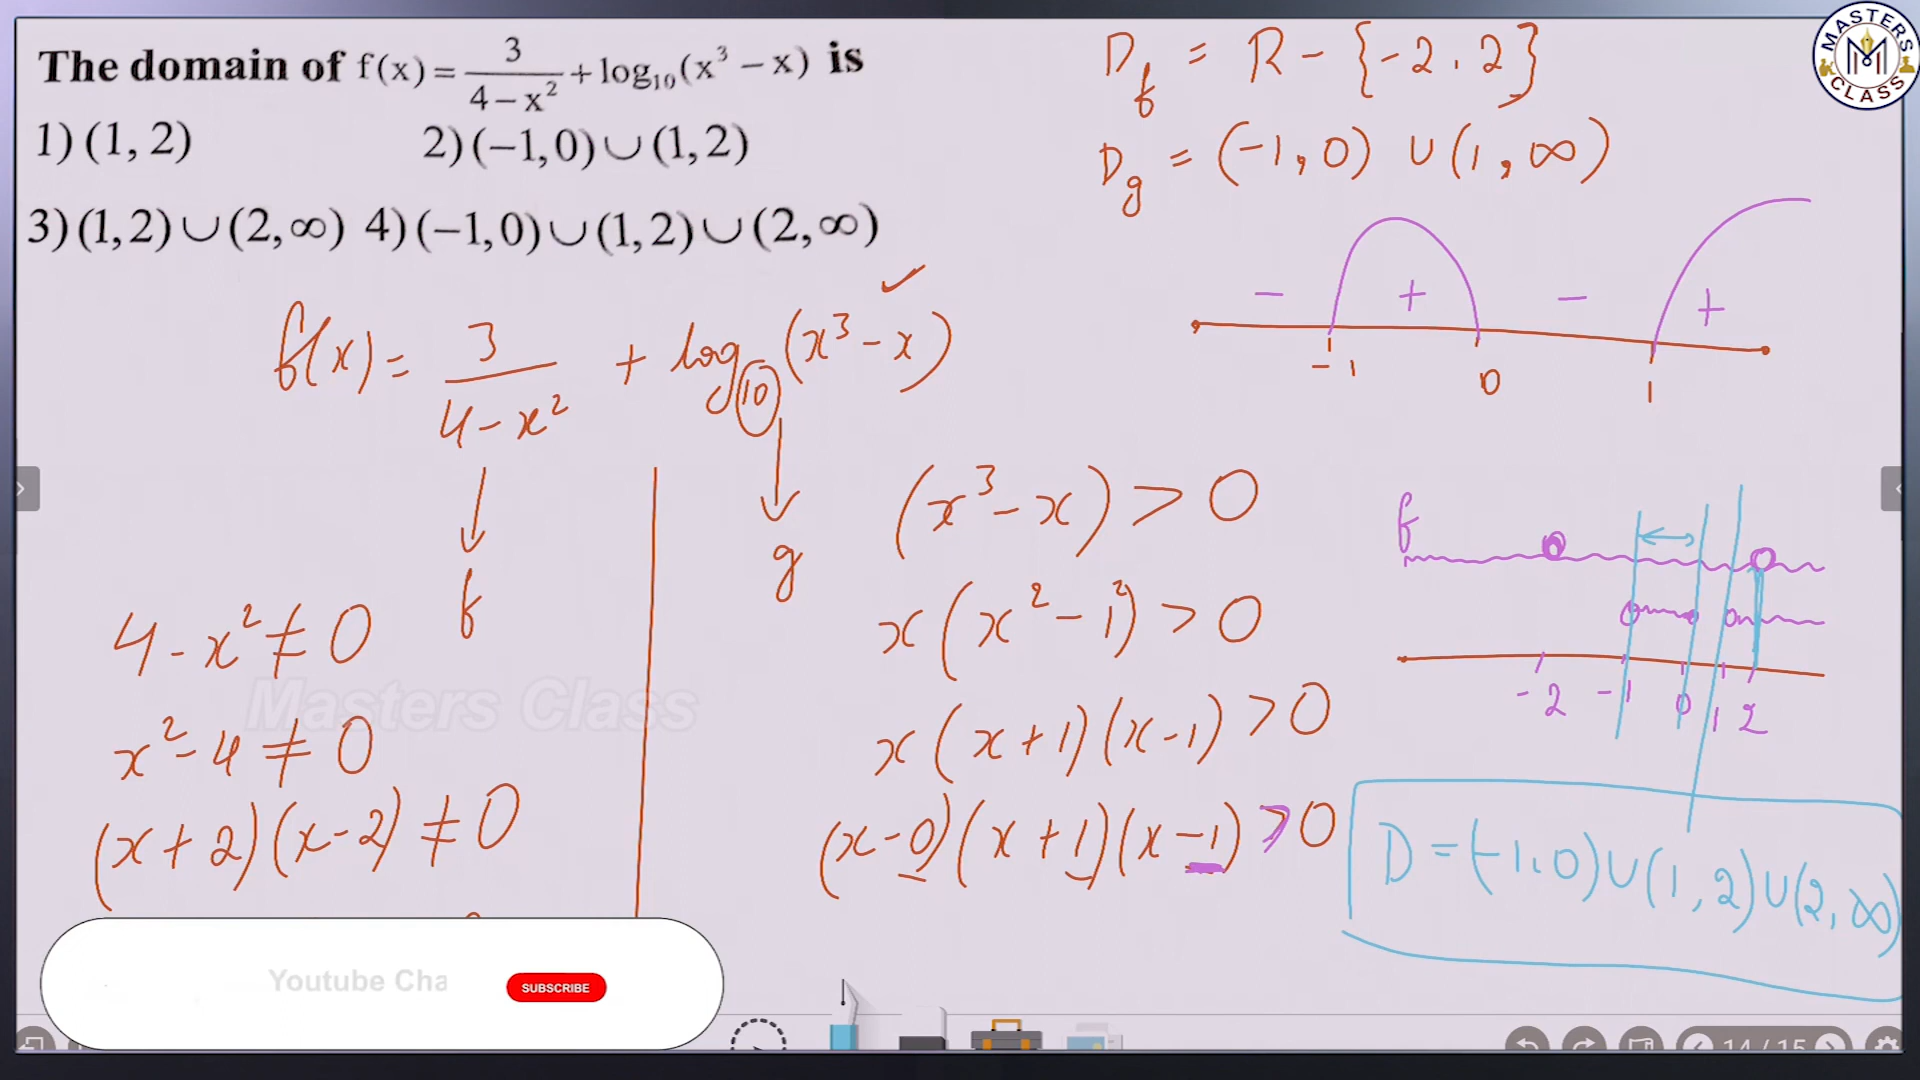 The domain of f(x) = 3/(4 − x²) + log₁₀(x³ − x) is
1) (1, 2)
2) (−1, 0) ∪ (1, 2)
3) (1, 2) ∪ (2, ∞)
4) (−1, 0) ∪ (1, 2) ∪ (2, ∞)
f(x) = 3/(4 − x²) + log₁₀(x³ − x)
f
g
4 − x² ≠ 0
x² − 4 ≠ 0
(x + 2)(x − 2) ≠ 0
(x³ − x) > 0
x(x² − 1²) > 0
x(x + 1)(x − 1) > 0
(x − 0)(x + 1)(x − 1) > 0
D_f = R − {−2, 2}
D_g = (−1, 0) ∪ (1, ∞)
− + − +
−1 0 1
f
−2 −1 0 1 2
D = (−1, 0) ∪ (1, 2) ∪ (2, ∞)
MASTERS CLASS
Masters Class
Youtube Cha
SUBSCRIBE
14 / 15